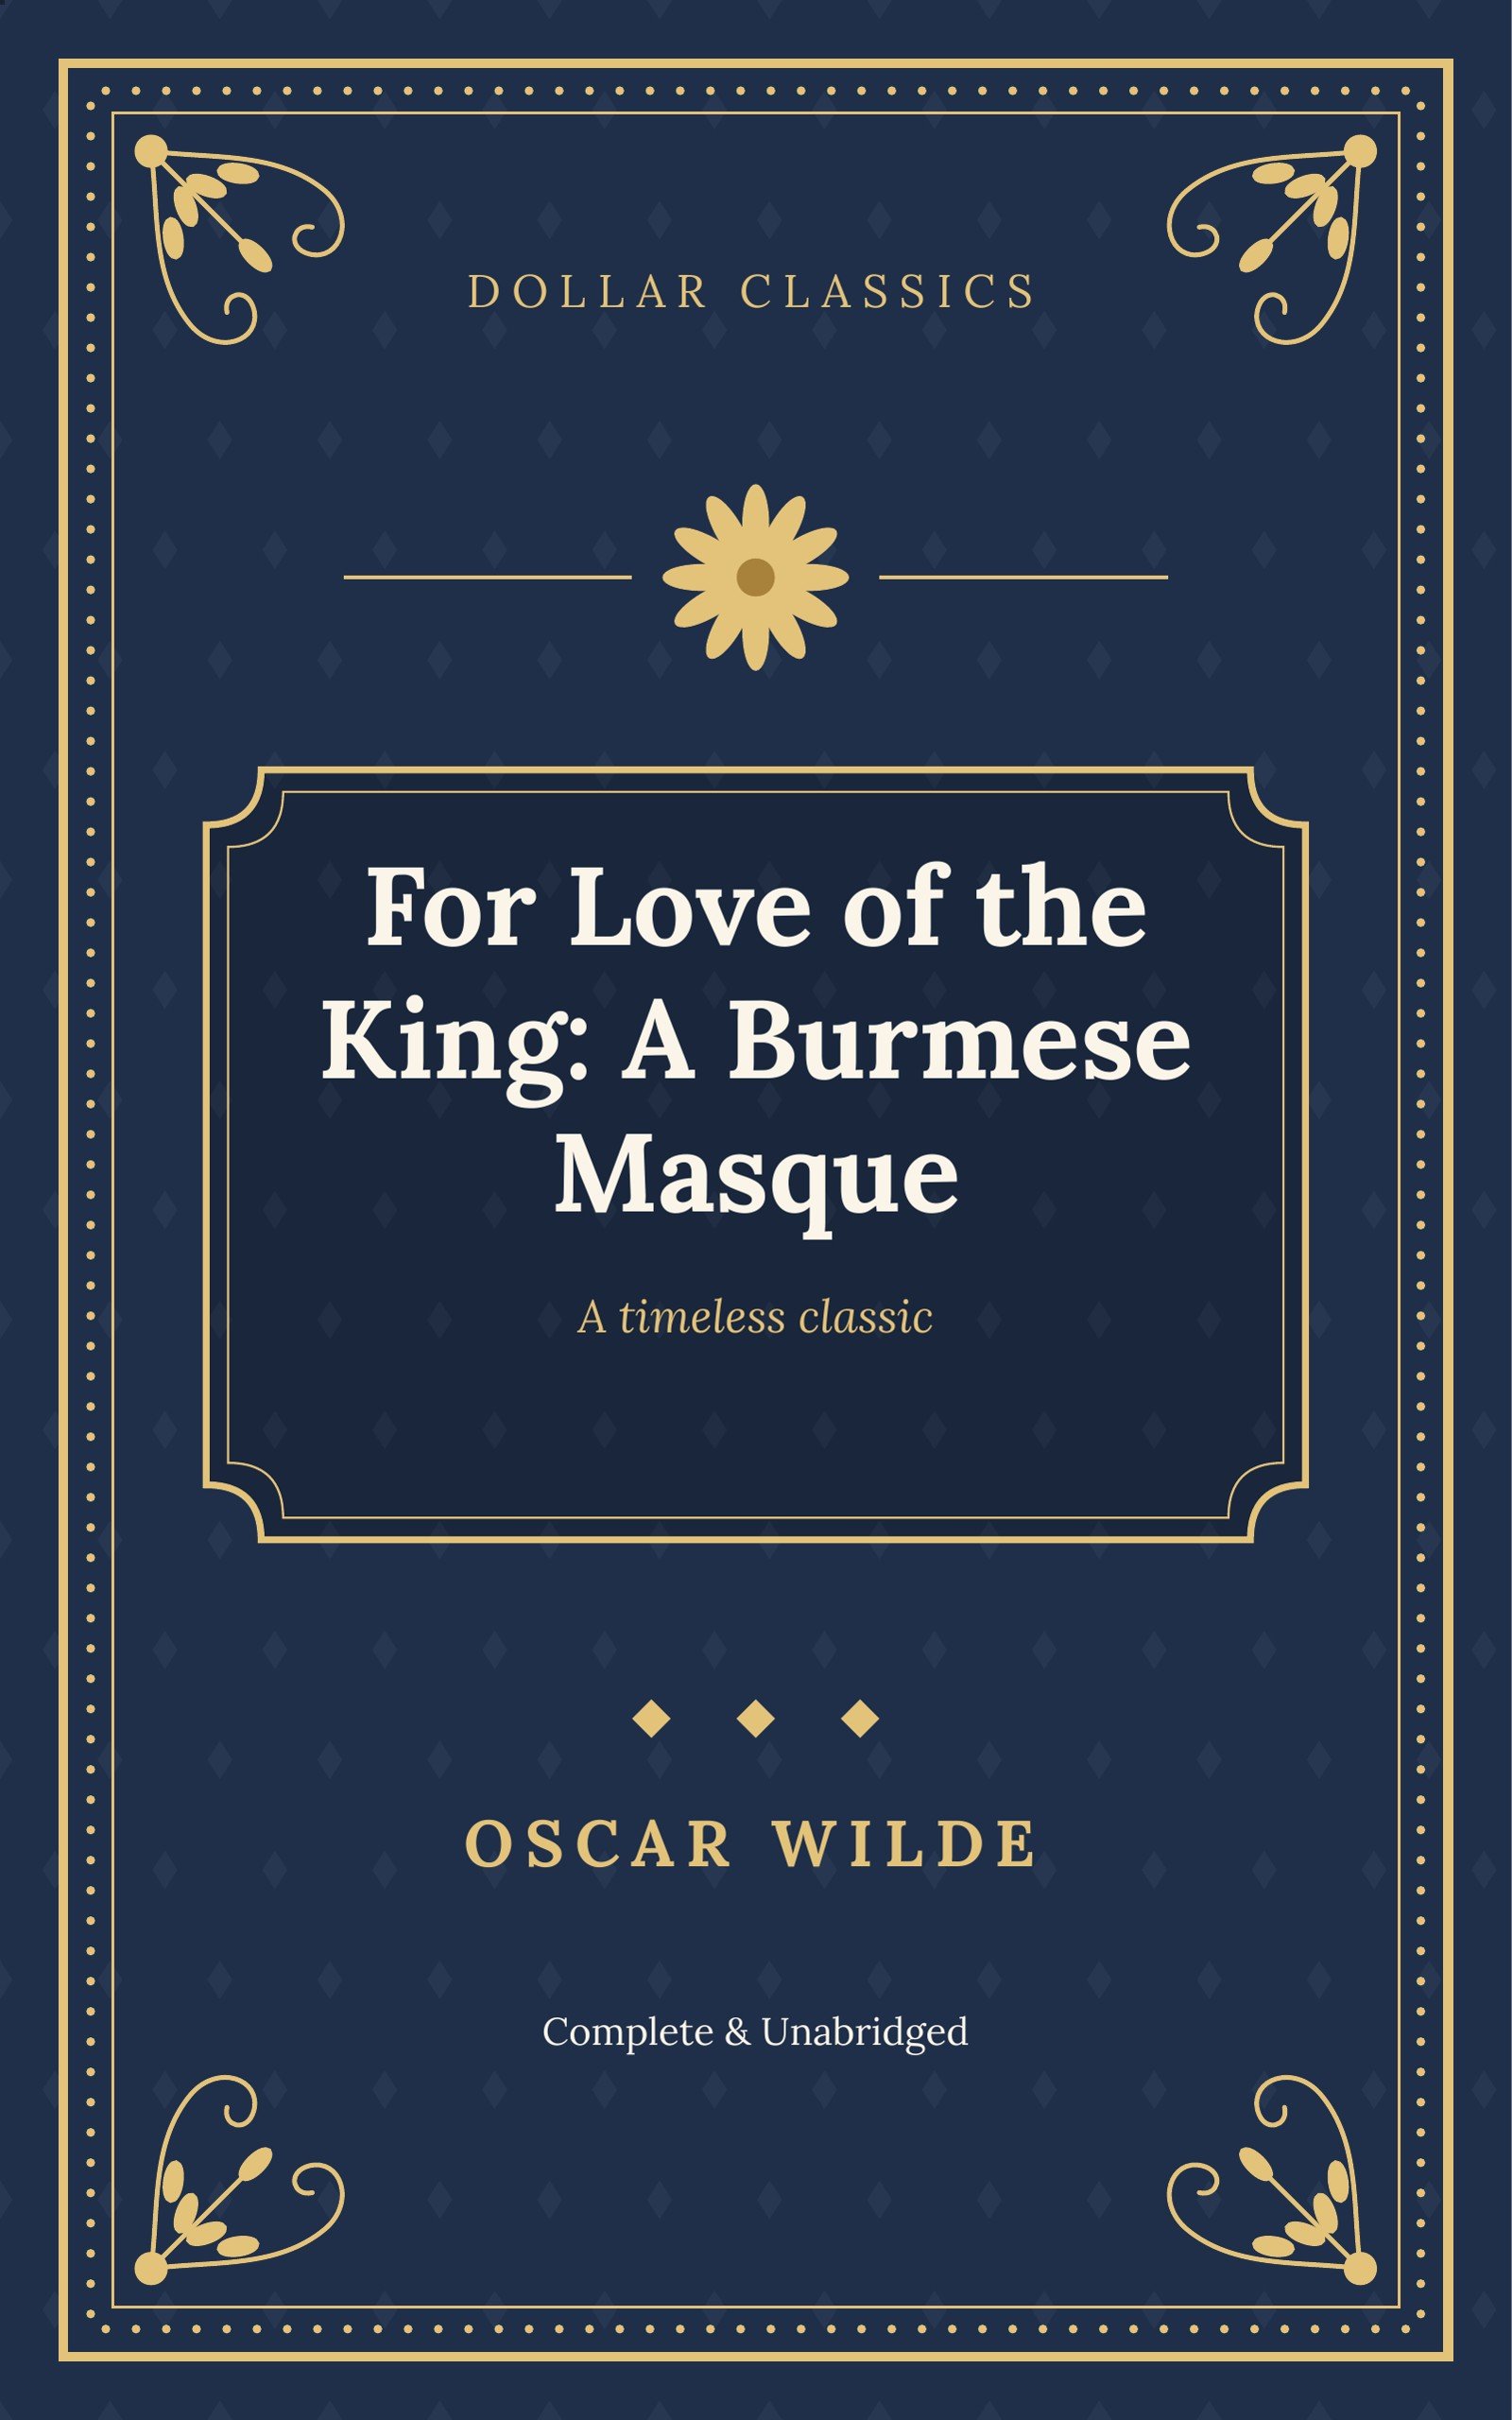 DOLLAR CLASSICS
For Love of the
King: A Burmese
Masque
A timeless classic
OSCAR WILDE
Complete & Unabridged